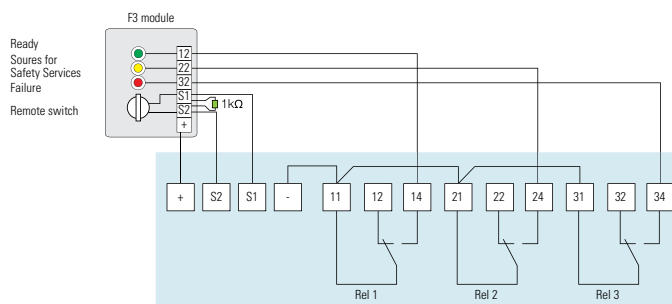 F3 module
Ready
Soures for
Safety Services
Failure
Remote switch
12
22
32
S1
S2
+
1kΩ
+ S2 S1 - 11 12 14 21 22 24 31 32 34
Rel 1 Rel 2 Rel 3